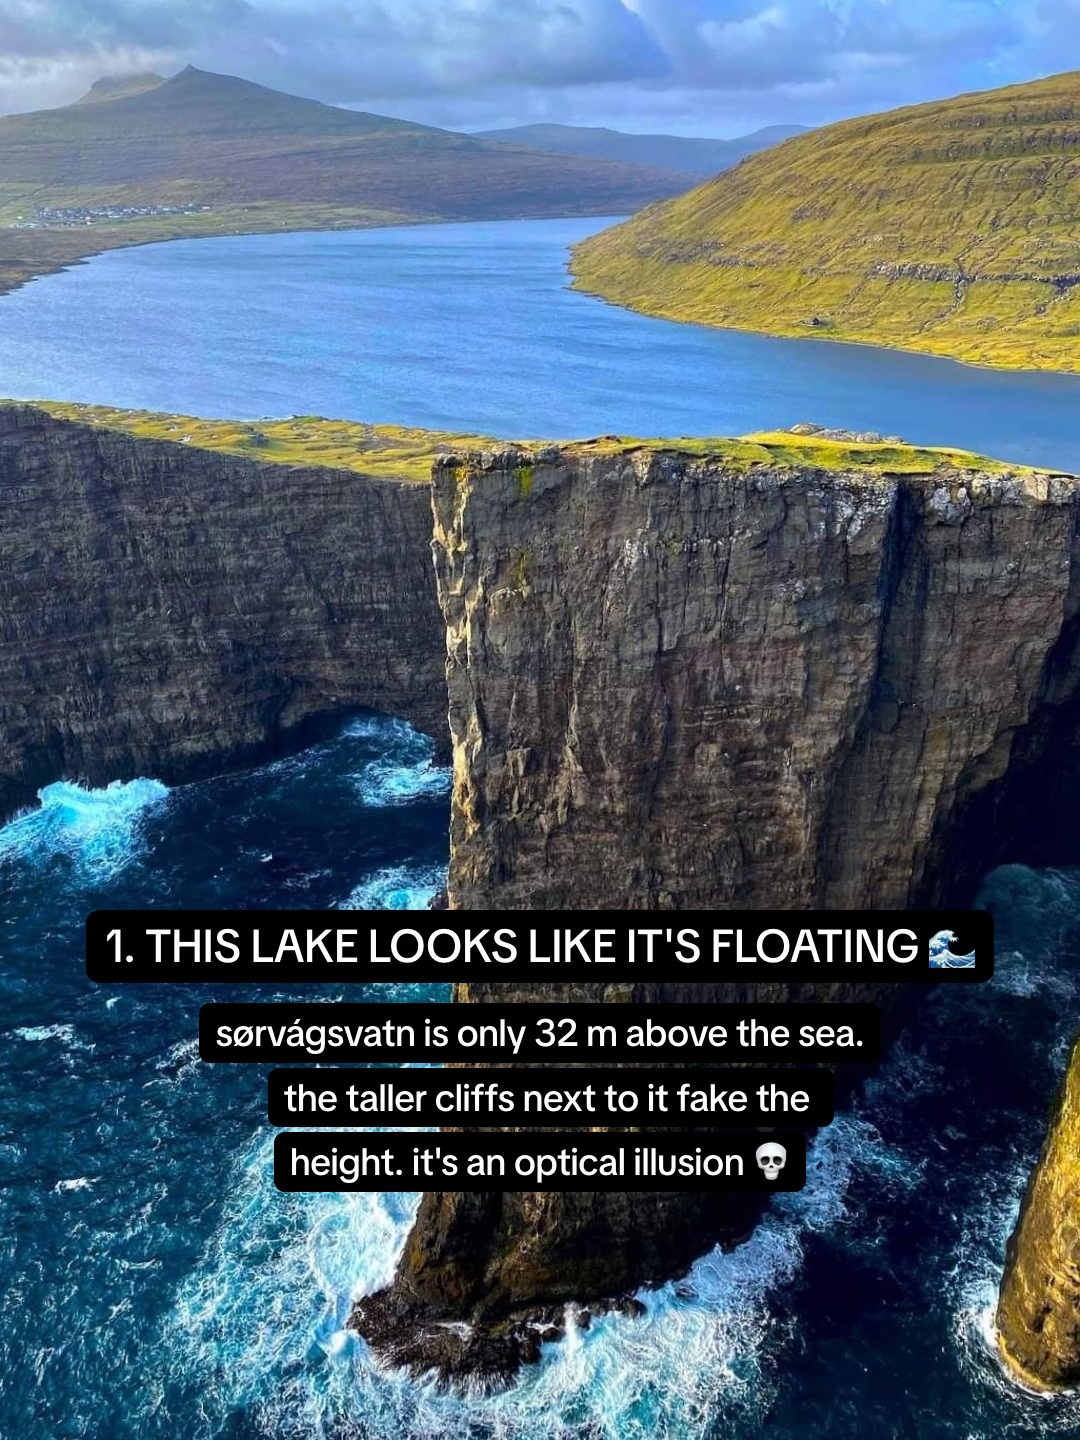 1. THIS LAKE LOOKS LIKE IT'S FLOATING 🌊
sørvágsvatn is only 32 m above the sea.
the taller cliffs next to it fake the
height. it's an optical illusion 💀